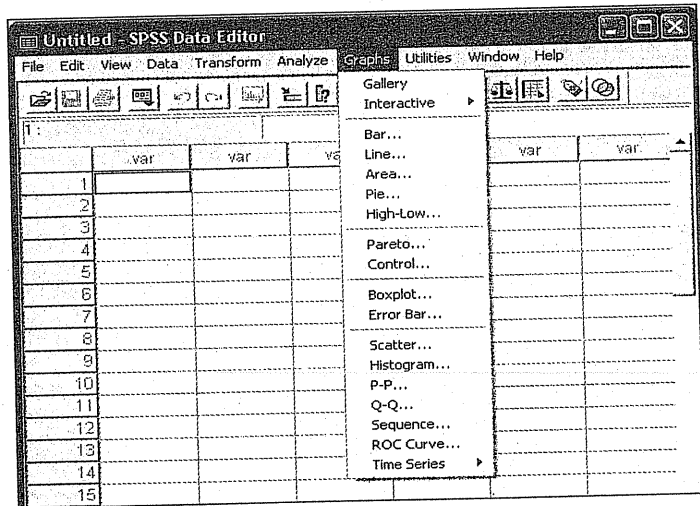 Untitled - SPSS Data Editor
File Edit View Data Transform Analyze Graphs Utilities Window Help
Gallery
Interactive
1 :
Bar...
Line...
Area...
Pie...
High-Low...
Pareto...
Control...
Boxplot...
Error Bar...
Scatter...
Histogram...
P-P...
Q-Q...
Sequence...
ROC Curve...
Time Series
var var va var var
1
2
3
4
5
6
7
8
9
10
11
12
13
14
15